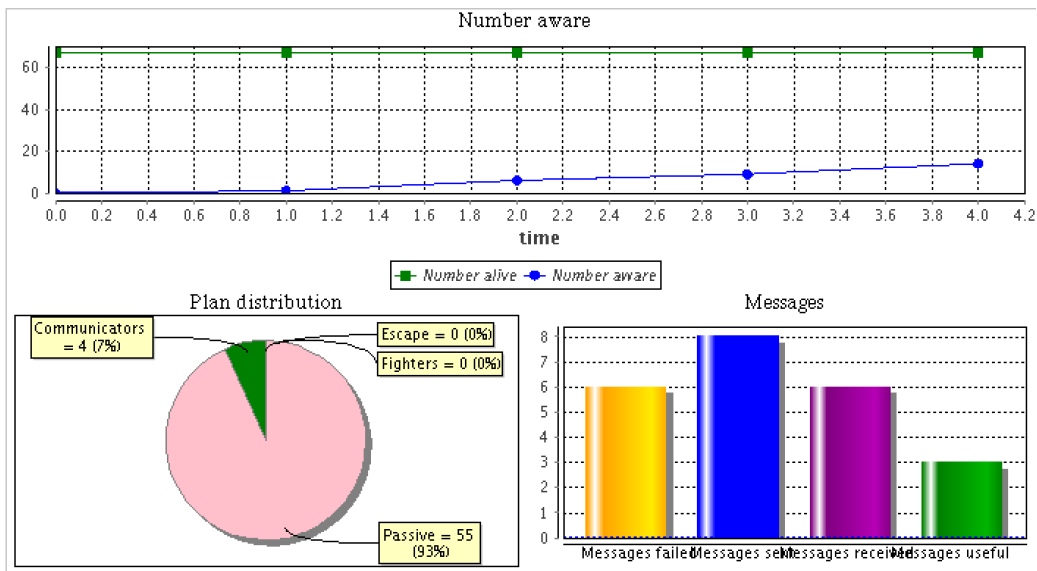 Number aware
60
40
20
0
0.0 0.2 0.4 0.6 0.8 1.0 1.2 1.4 1.6 1.8 2.0 2.2 2.4 2.6 2.8 3.0 3.2 3.4 3.6 3.8 4.0 4.2
time
Number alive Number aware
Plan distribution
Communicators
= 4 (7%)
Escape = 0 (0%)
Fighters = 0 (0%)
Passive = 55
(93%)
Messages
8
7
6
5
4
3
2
1
0
Messages failed Messages sent Messages received Messages useful